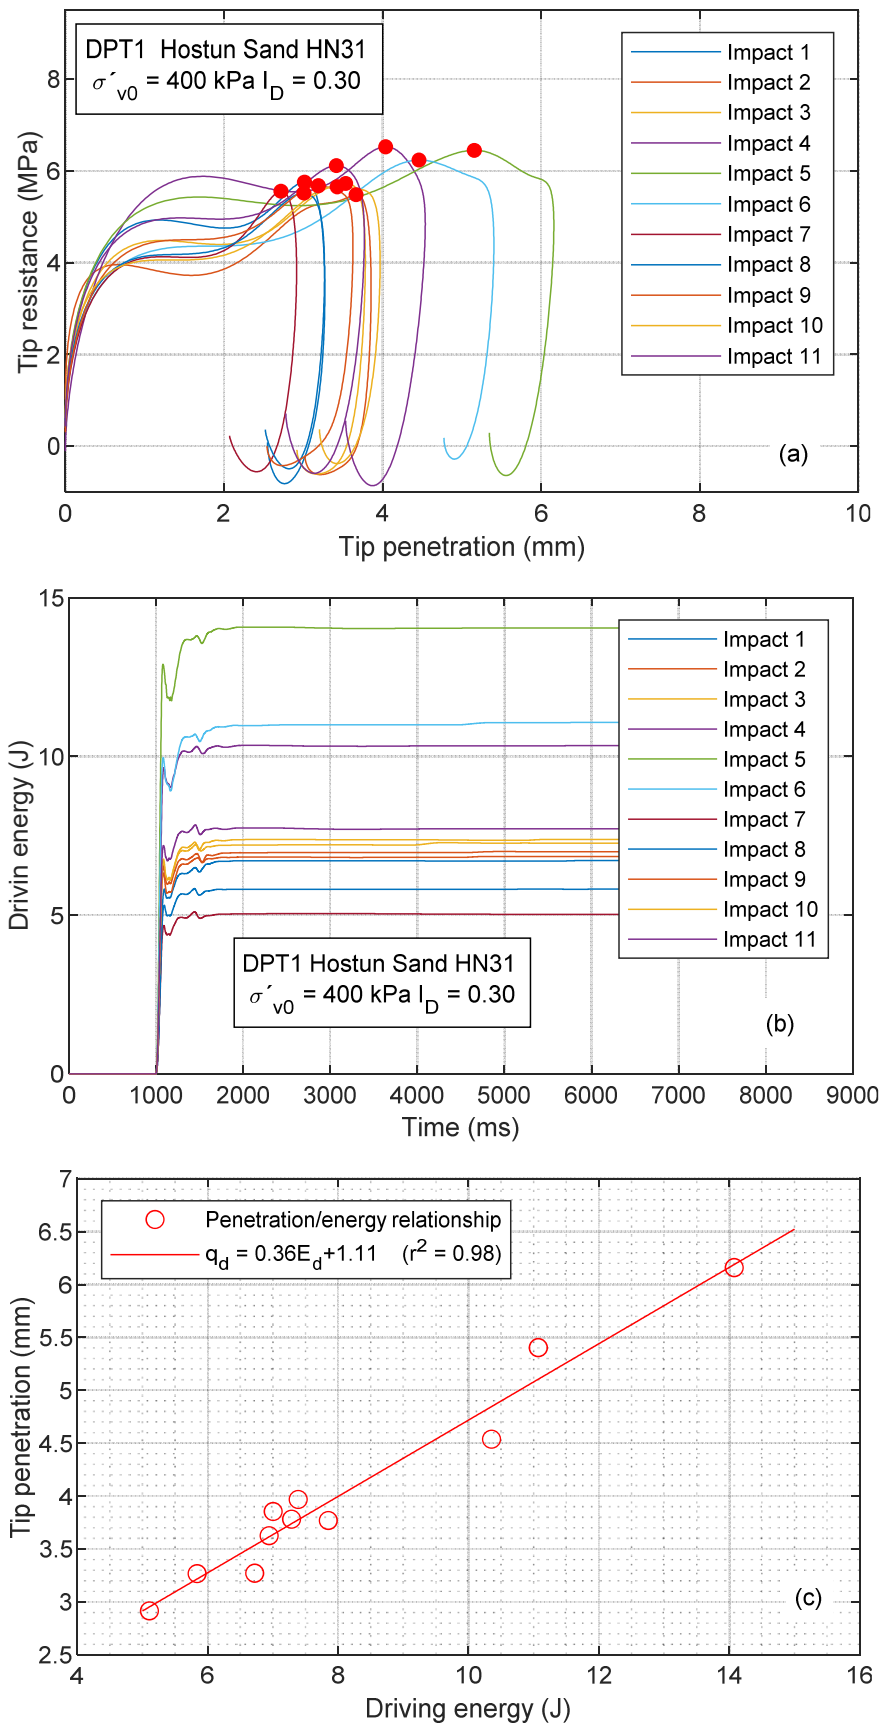 DPT1 Hostun Sand HN31
σ´v0 = 400 kPa ID = 0.30
Impact 1
Impact 2
Impact 3
Impact 4
Impact 5
Impact 6
Impact 7
Impact 8
Impact 9
Impact 10
Impact 11
Tip resistance (MPa)
8
6
4
2
0
(a)
0 2 4 6 8 10
Tip penetration (mm)
15
10
5
0
Drivin energy (J)
Impact 1
Impact 2
Impact 3
Impact 4
Impact 5
Impact 6
Impact 7
Impact 8
Impact 9
Impact 10
Impact 11
DPT1 Hostun Sand HN31
σ´v0 = 400 kPa ID = 0.30
(b)
0 1000 2000 3000 4000 5000 6000 7000 8000 9000
Time (ms)
7
6.5
6
5.5
5
4.5
4
3.5
3
2.5
Tip penetration (mm)
Penetration/energy relationship
qd = 0.36Ed+1.11 (r2 = 0.98)
(c)
4 6 8 10 12 14 16
Driving energy (J)